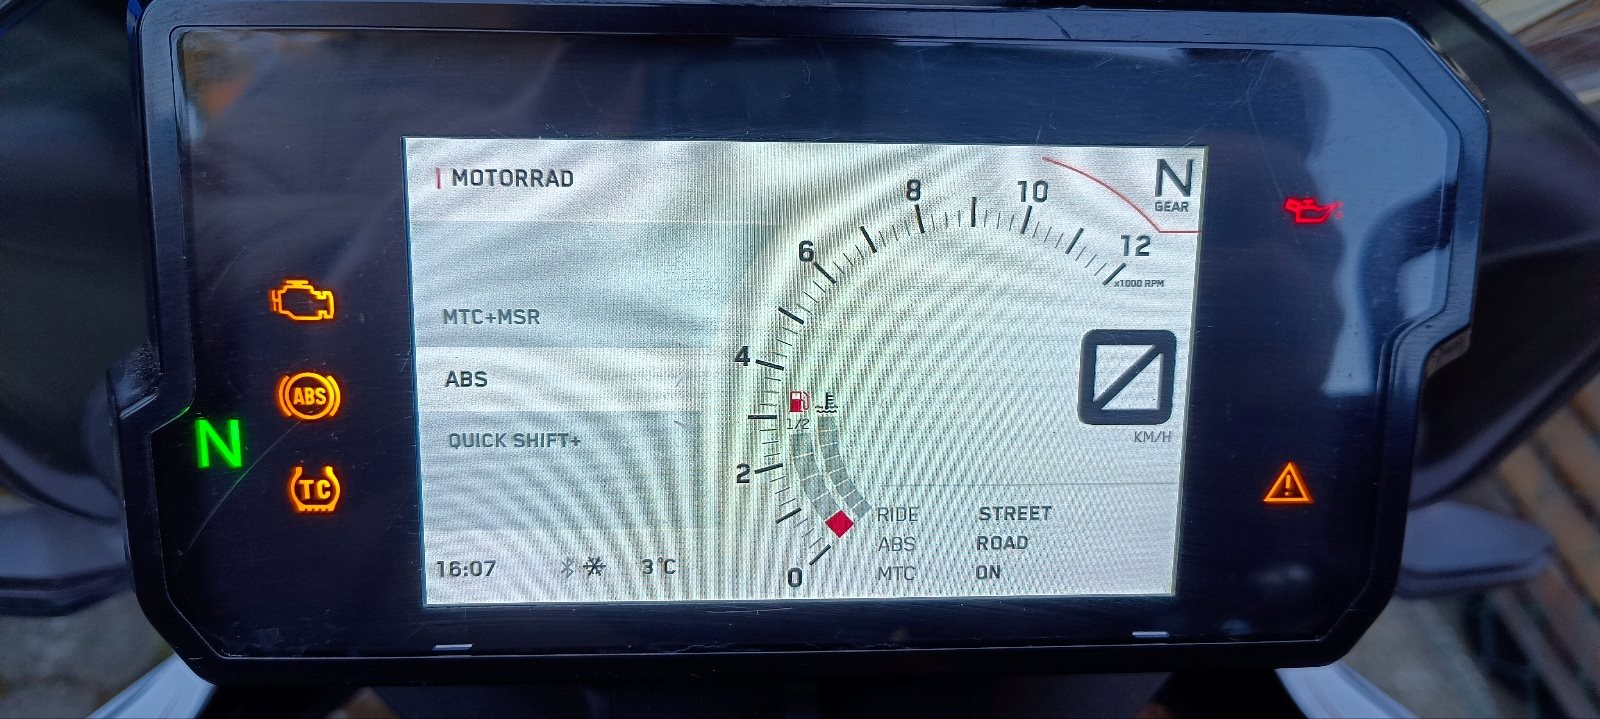 MOTORRAD
MTC+MSR
ABS
QUICK SHIFT+
16:07
3°C
0
2
4
6
8
10
12
x1000 RPM
N
GEAR
1/2
KM/H
RIDE STREET
ABS ROAD
MTC ON
ABS
N
TC